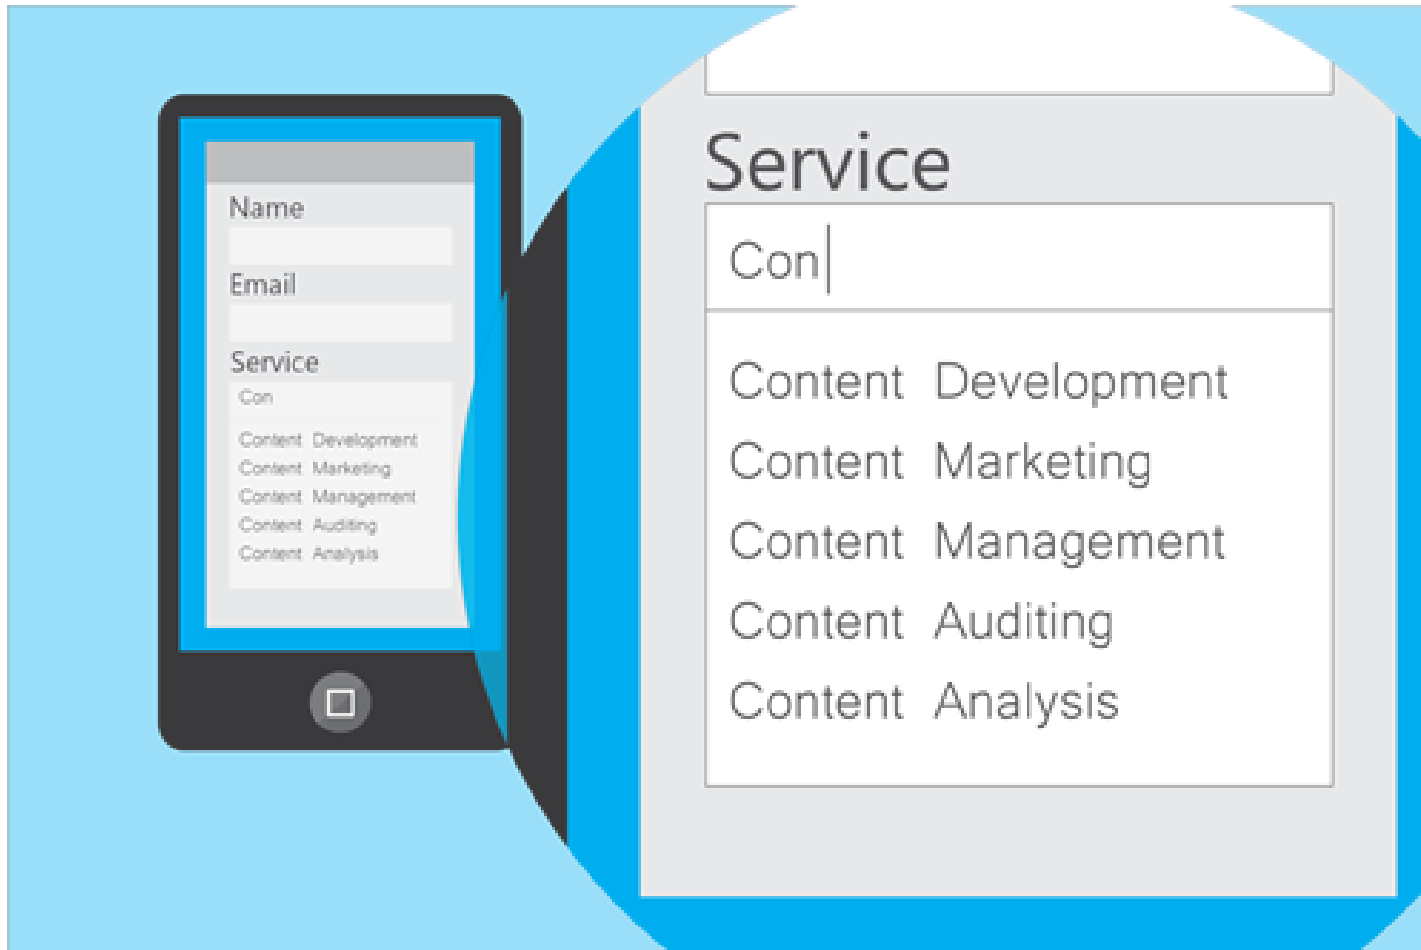 Name
Email
Service
Con
Content Development
Content Marketing
Content Management
Content Auditing
Content Analysis
Service
Con
Content Development
Content Marketing
Content Management
Content Auditing
Content Analysis